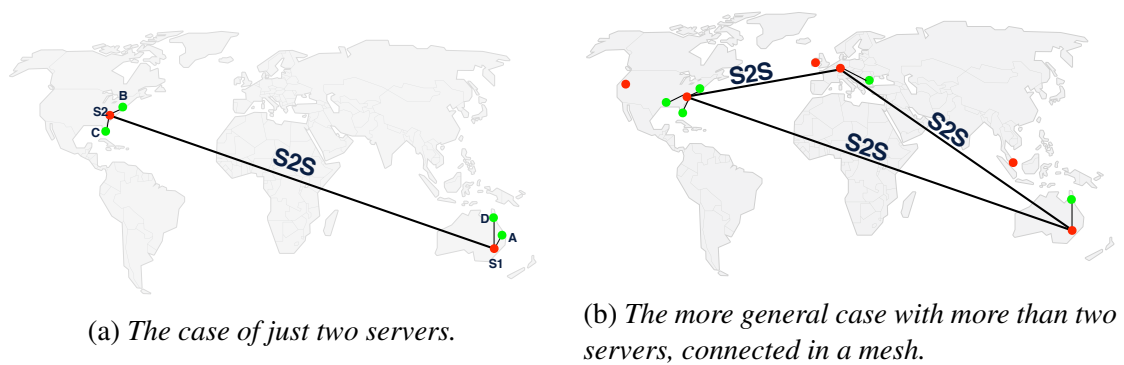 B
S2
C
S2S
D
A
S1
(a) The case of just two servers.
S2S
S2S
S2S
(b) The more general case with more than two
servers, connected in a mesh.